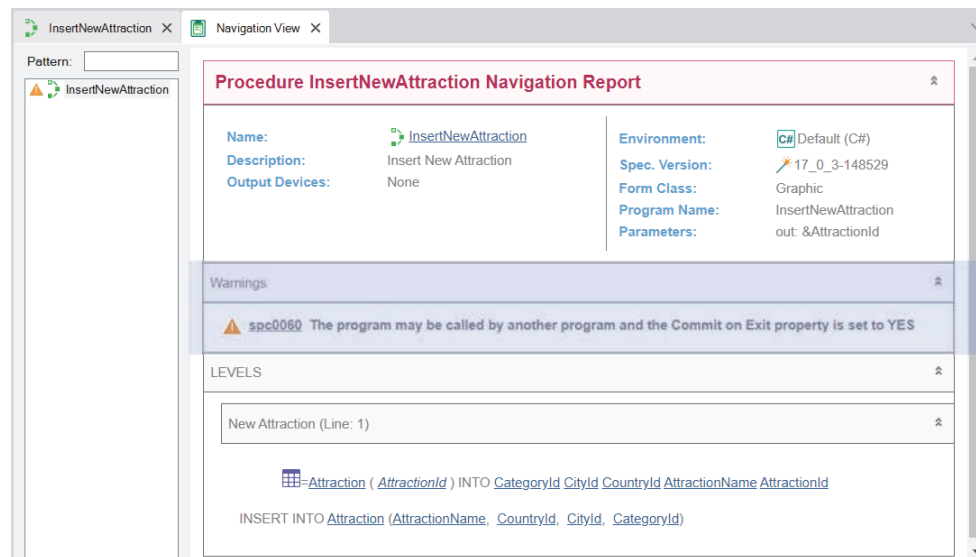 InsertNewAttraction
Navigation View
Pattern:
InsertNewAttraction
Procedure InsertNewAttraction Navigation Report
Name: InsertNewAttraction
Description: Insert New Attraction
Output Devices: None
Environment: C# Default (C#)
Spec. Version: 17_0_3-148529
Form Class: Graphic
Program Name: InsertNewAttraction
Parameters: out: &AttractionId
Warnings
spc0060 The program may be called by another program and the Commit on Exit property is set to YES
LEVELS
New Attraction (Line: 1)
=Attraction ( AttractionId ) INTO CategoryId CityId CountryId AttractionName AttractionId
INSERT INTO Attraction (AttractionName, CountryId, CityId, CategoryId)